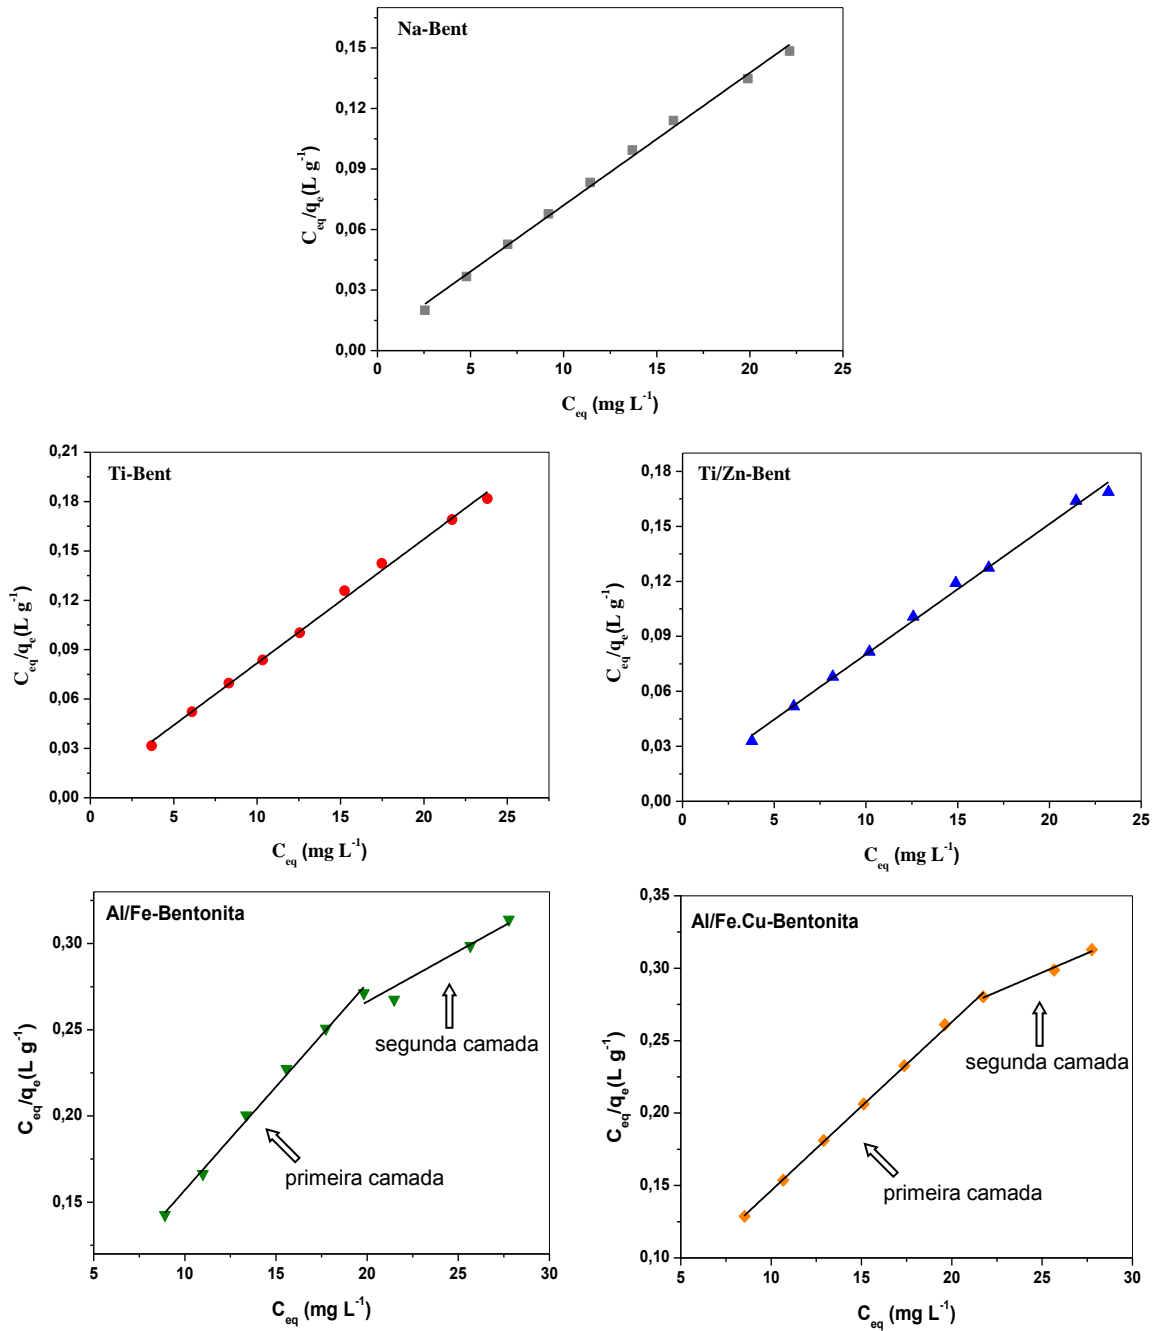 Na-Bent
0,15
0,12
0,09
0,06
0,03
0,00
C_eq/q_e(L g^-1)
0 5 10 15 20 25
C_eq (mg L^-1)
Ti-Bent
0,21
0,18
0,15
0,12
0,09
0,06
0,03
0,00
C_eq/q_e(L g^-1)
0 5 10 15 20 25
C_eq (mg L^-1)
Ti/Zn-Bent
0,18
0,15
0,12
0,09
0,06
0,03
0,00
C_eq/q_e(L g^-1)
0 5 10 15 20 25
C_eq (mg L^-1)
Al/Fe-Bentonita
0,30
0,25
0,20
0,15
C_eq/q_e(L g^-1)
segunda camada
primeira camada
5 10 15 20 25 30
C_eq (mg L^-1)
Al/Fe.Cu-Bentonita
0,35
0,30
0,25
0,20
0,15
0,10
C_eq/q_e(L g^-1)
segunda camada
primeira camada
5 10 15 20 25 30
C_eq (mg L^-1)